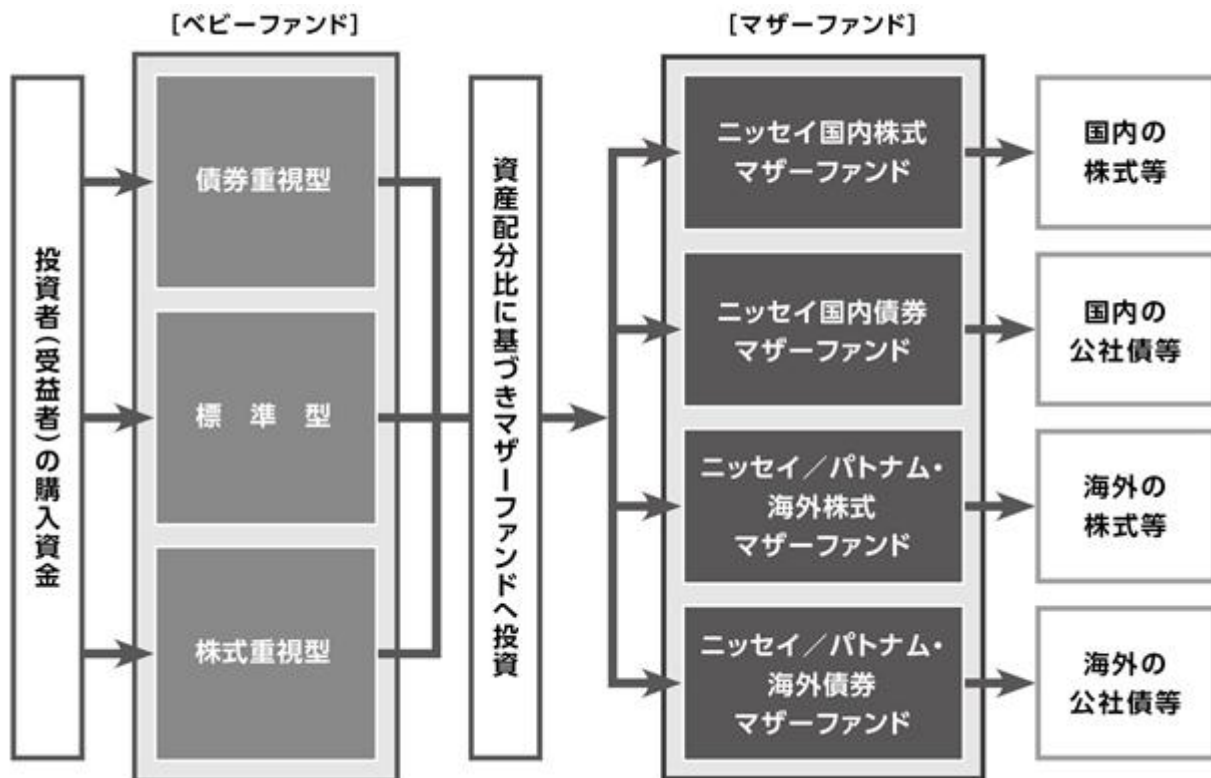 [ベビーファンド]
[マザーファンド]
投資者(受益者)の購入資金
債券重視型
標　準　型
株式重視型
資産配分比に基づきマザーファンドへ投資
ニッセイ国内株式
マザーファンド
ニッセイ国内債券
マザーファンド
ニッセイ／パトナム・
海外株式
マザーファンド
ニッセイ／パトナム・
海外債券
マザーファンド
国内の
株式等
国内の
公社債等
海外の
株式等
海外の
公社債等